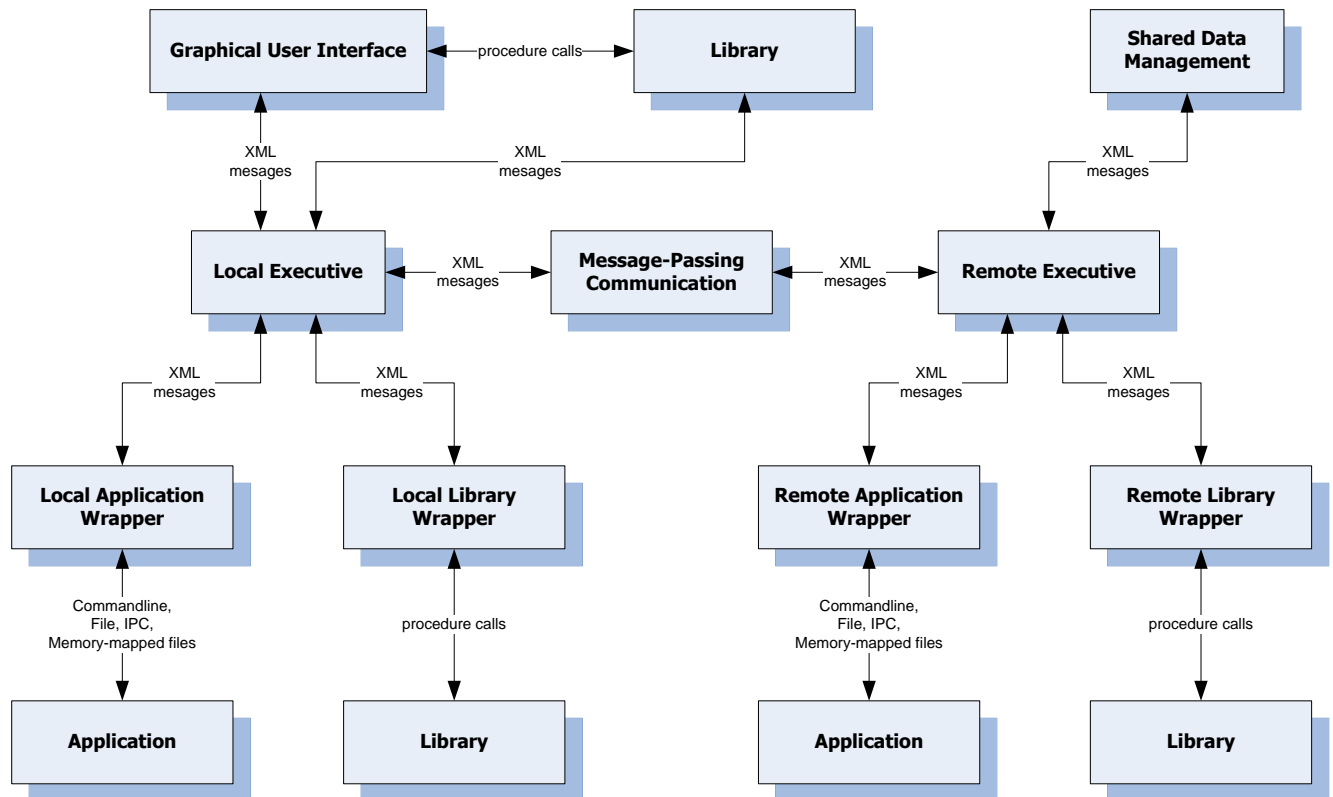 Graphical User Interface
procedure calls
Library
Shared Data
Management
XML
mesages
XML
mesages
XML
mesages
Local Executive
XML
mesages
Message-Passing
Communication
XML
mesages
Remote Executive
XML
mesages
XML
mesages
XML
mesages
XML
mesages
Local Application
Wrapper
Local Library
Wrapper
Remote Application
Wrapper
Remote Library
Wrapper
Commandline,
File, IPC,
Memory-mapped files
procedure calls
Commandline,
File, IPC,
Memory-mapped files
procedure calls
Application
Library
Application
Library